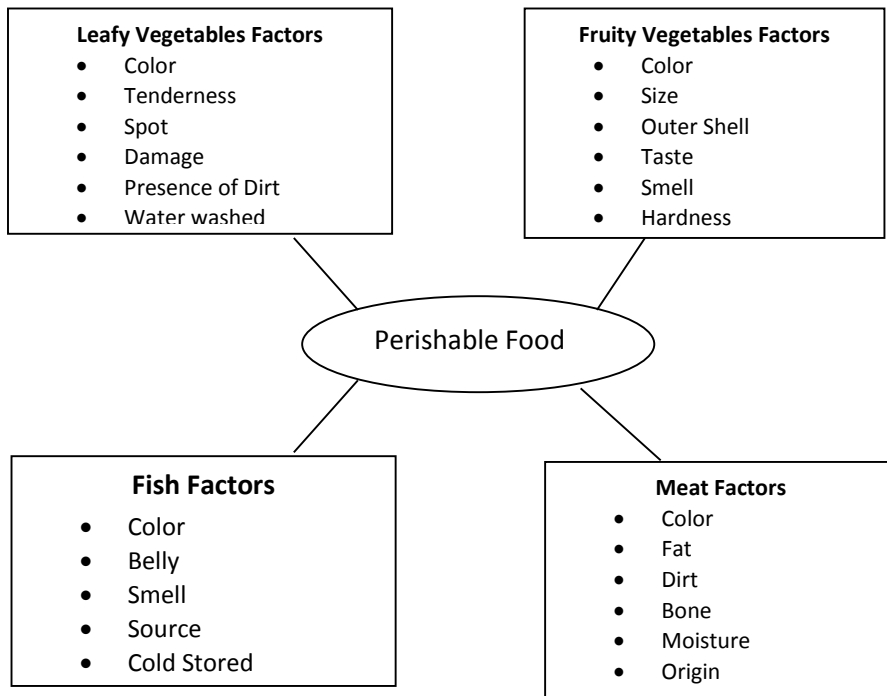 Leafy Vegetables Factors
• Color
• Tenderness
• Spot
• Damage
• Presence of Dirt
• Water washed
Fruity Vegetables Factors
• Color
• Size
• Outer Shell
• Taste
• Smell
• Hardness
Perishable Food
Fish Factors
• Color
• Belly
• Smell
• Source
• Cold Stored
Meat Factors
• Color
• Fat
• Dirt
• Bone
• Moisture
• Origin